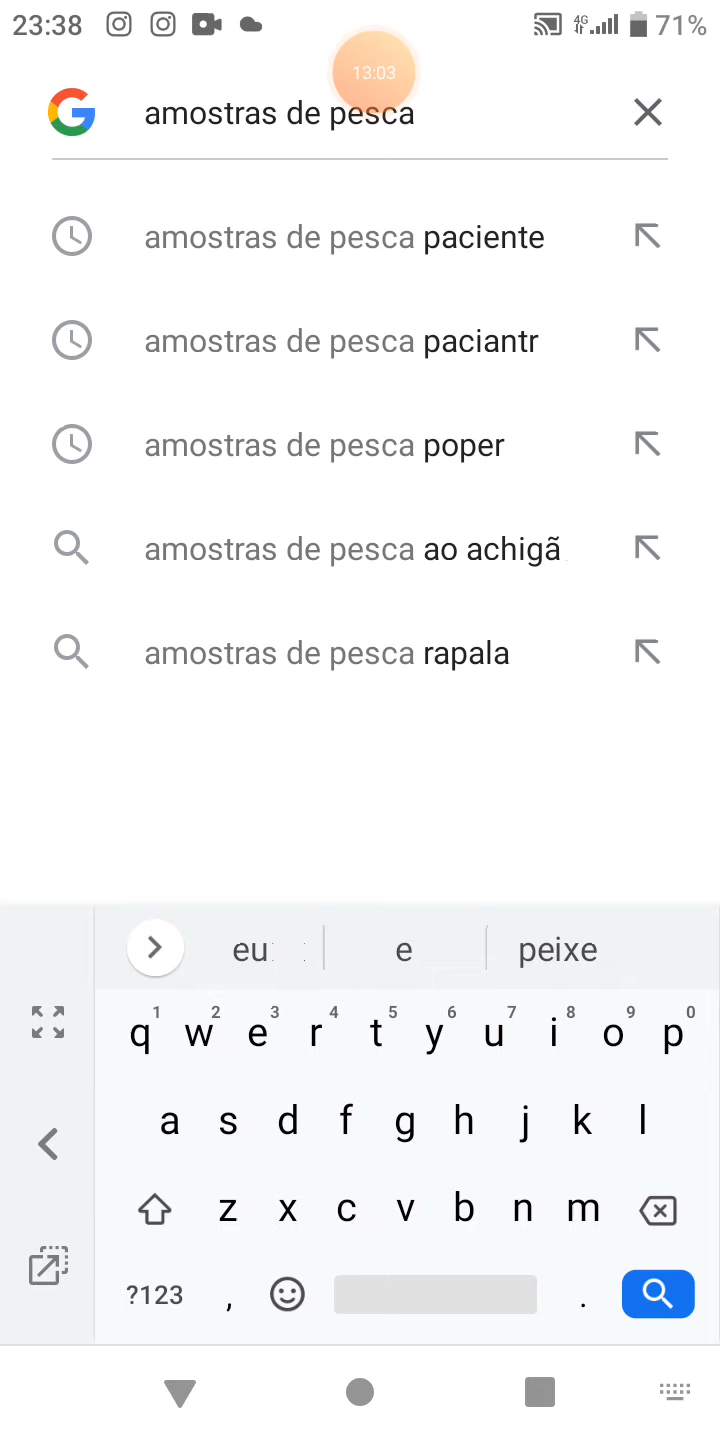 23:38
4G
71%
13:03
amostras de pesca
amostras de pesca paciente
amostras de pesca paciantr
amostras de pesca poper
amostras de pesca ao achigã
amostras de pesca rapala
eu e peixe
1 2 3 4 5 6 7 8 9 0
q w e r t y u i o p
a s d f g h j k l
z x c v b n m
?123 , .